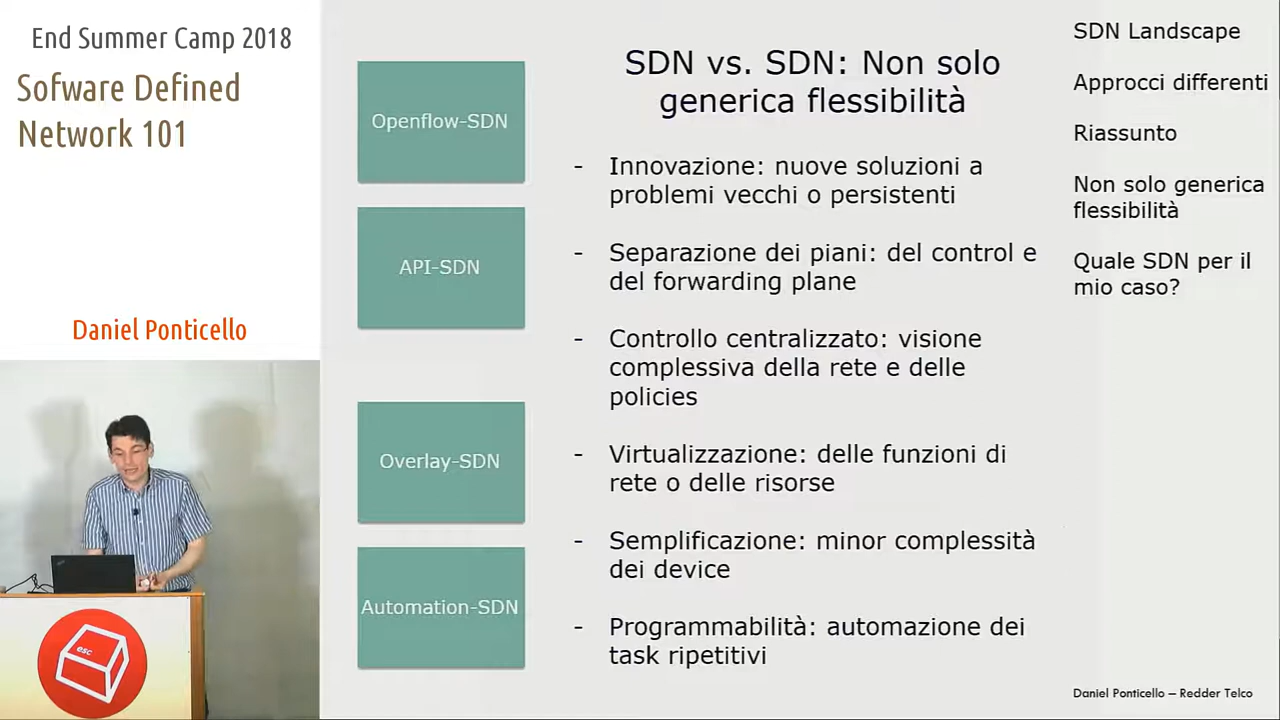 End Summer Camp 2018
Sofware Defined
Network 101
Daniel Ponticello
esc
Openflow-SDN
API-SDN
Overlay-SDN
Automation-SDN
SDN vs. SDN: Non solo
generica flessibilità
- Innovazione: nuove soluzioni a
problemi vecchi o persistenti
- Separazione dei piani: del control e
del forwarding plane
- Controllo centralizzato: visione
complessiva della rete e delle
policies
- Virtualizzazione: delle funzioni di
rete o delle risorse
- Semplificazione: minor complessità
dei device
- Programmabilità: automazione dei
task ripetitivi
SDN Landscape
Approcci differenti
Riassunto
Non solo generica
flessibilità
Quale SDN per il
mio caso?
Daniel Ponticello – Redder Telco